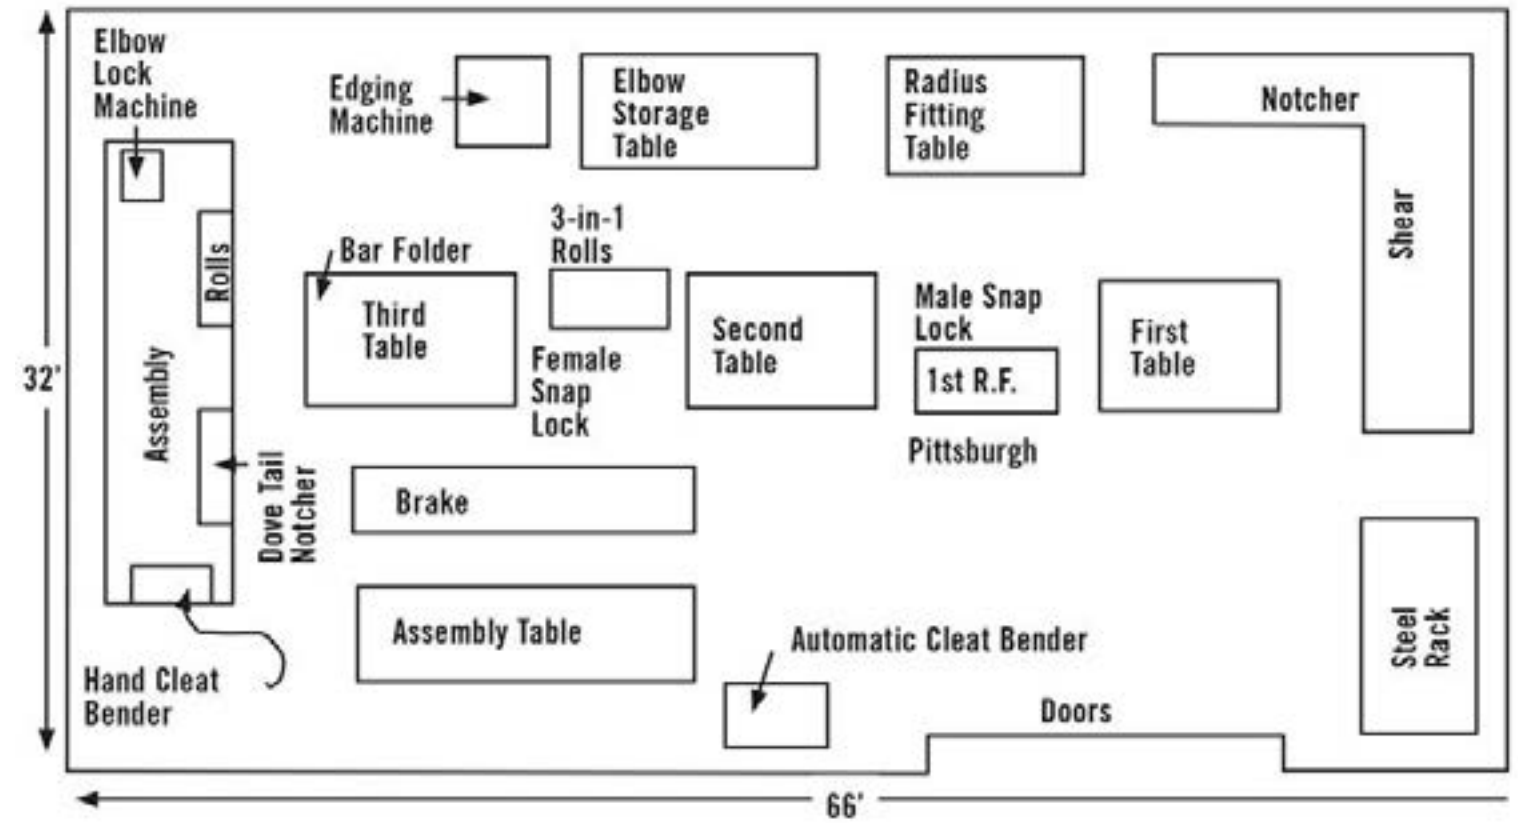 Elbow
Lock
Machine
Edging
Machine
Elbow
Storage
Table
Radius
Fitting
Table
Notcher
Shear
Rolls
Bar Folder
Third
Table
3-in-1
Rolls
Female
Snap
Lock
Second
Table
Male Snap
Lock
1st R.F.
Pittsburgh
First
Table
32'
Assembly
Dove Tail
Notcher
Brake
Assembly Table
Hand Cleat
Bender
Automatic Cleat Bender
Doors
Steel
Rack
66'